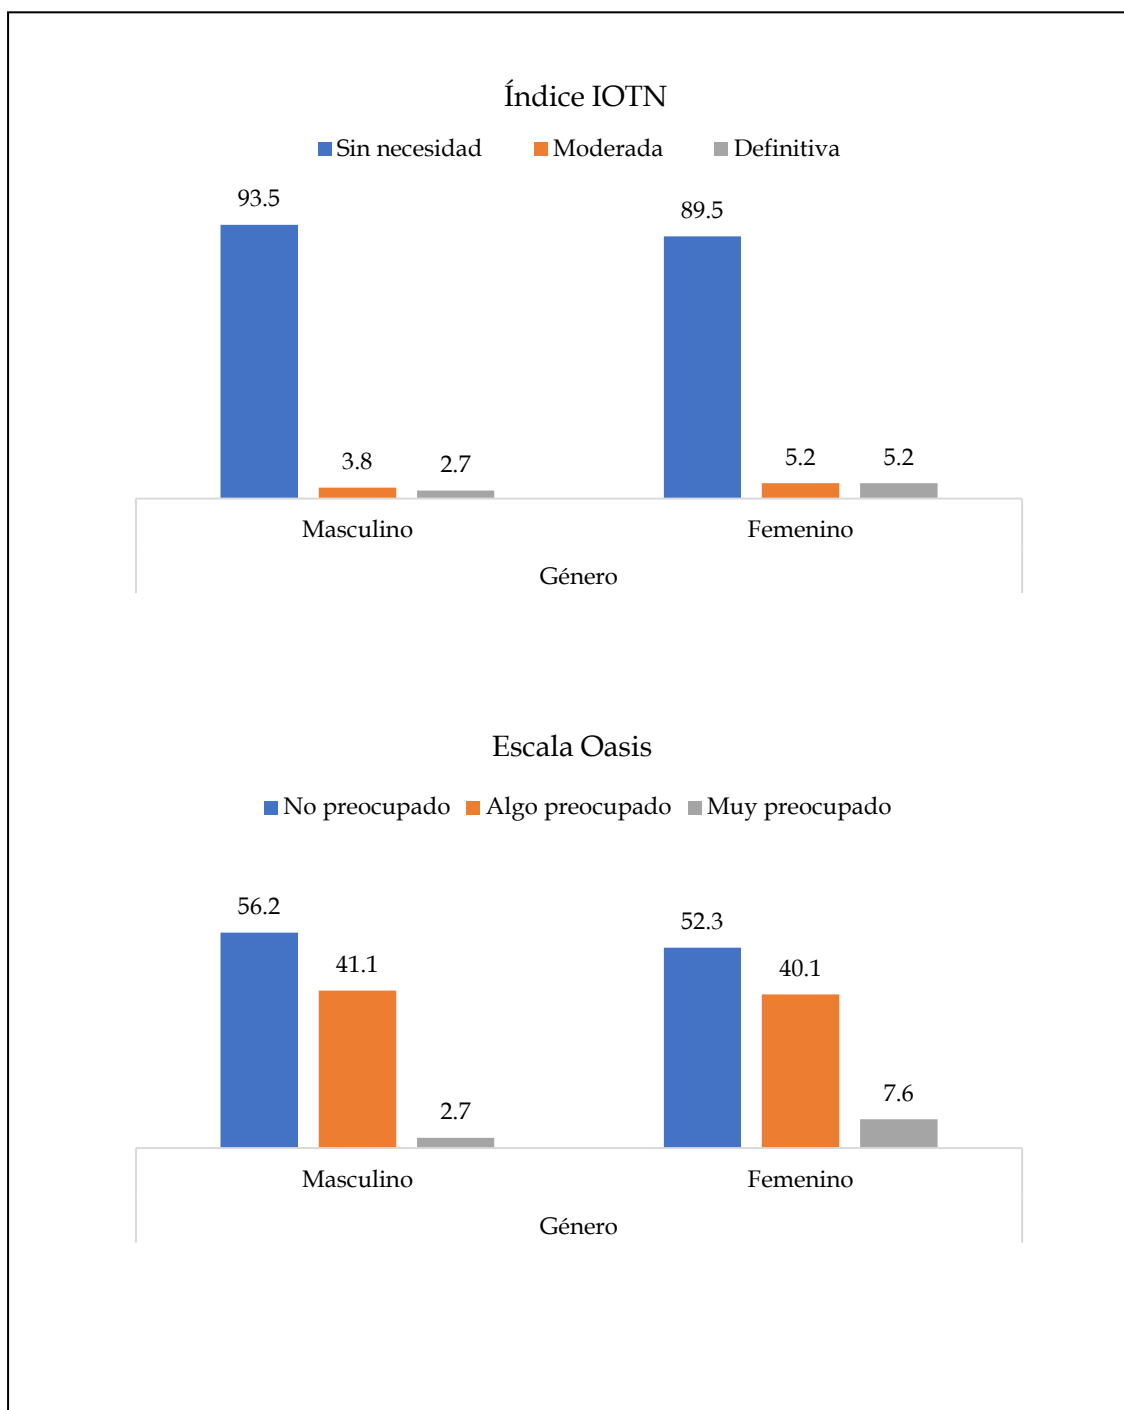 Índice IOTN
Sin necesidad Moderada Definitiva
93.5 89.5
3.8 2.7 5.2 5.2
Masculino Femenino
Género
Escala Oasis
No preocupado Algo preocupado Muy preocupado
56.2 41.1 2.7 52.3 40.1 7.6
Masculino Femenino
Género